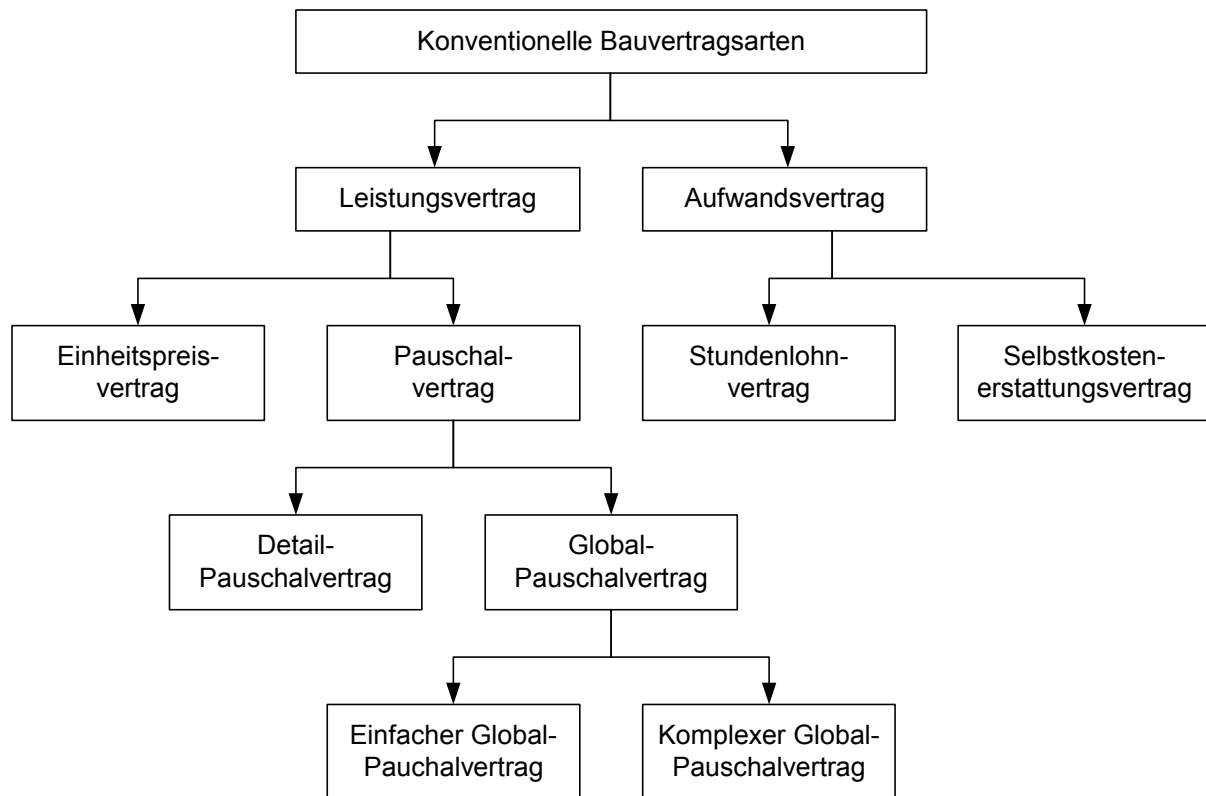 Konventionelle Bauvertragsarten
Leistungsvertrag
Aufwandsvertrag
Einheitspreis-
vertrag
Pauschal-
vertrag
Stundenlohn-
vertrag
Selbstkosten-
erstattungsvertrag
Detail-
Pauschalvertrag
Global-
Pauschalvertrag
Einfacher Global-
Pauchalvertrag
Komplexer Global-
Pauschalvertrag